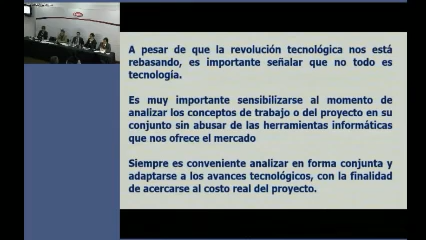 A pesar de que la revolución tecnológica nos está
rebasando, es importante señalar que no todo es
tecnología.
Es muy importante sensibilizarse al momento de
analizar los conceptos de trabajo o del proyecto en su
conjunto sin abusar de las herramientas informáticas
que nos ofrece el mercado
Siempre es conveniente analizar en forma conjunta y
adaptarse a los avances tecnológicos, con la finalidad
de acercarse al costo real del proyecto.